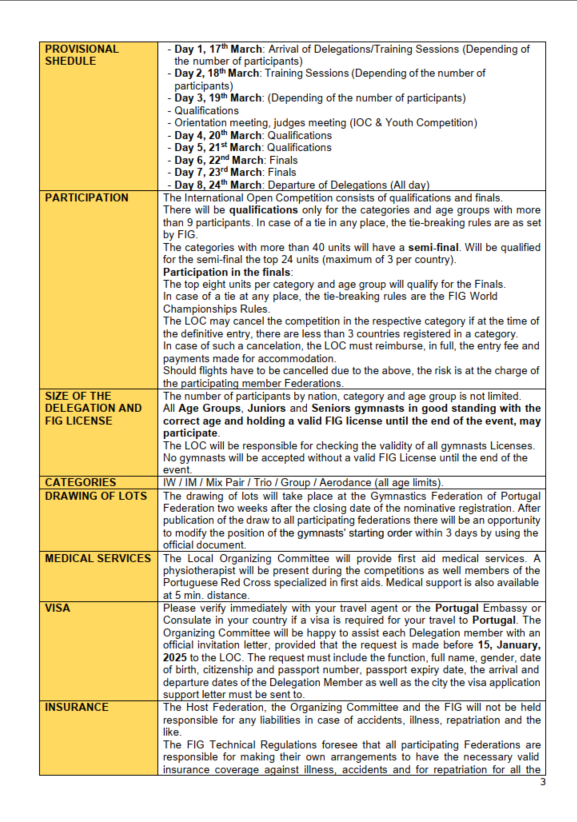 PROVISIONAL
SHEDULE
- Day 1, 17th March: Arrival of Delegations/Training Sessions (Depending of
the number of participants)
- Day 2, 18th March: Training Sessions (Depending of the number of
participants)
- Day 3, 19th March: (Depending of the number of participants)
- Qualifications
- Orientation meeting, judges meeting (IOC & Youth Competition)
- Day 4, 20th March: Qualifications
- Day 5, 21st March: Qualifications
- Day 6, 22nd March: Finals
- Day 7, 23rd March: Finals
- Day 8, 24th March: Departure of Delegations (All day)
PARTICIPATION
The International Open Competition consists of qualifications and finals.
There will be qualifications only for the categories and age groups with more
than 9 participants. In case of a tie in any place, the tie-breaking rules are as set
by FIG.
The categories with more than 40 units will have a semi-final. Will be qualified
for the semi-final the top 24 units (maximum of 3 per country).
Participation in the finals:
The top eight units per category and age group will qualify for the Finals.
In case of a tie at any place, the tie-breaking rules are the FIG World
Championships Rules.
The LOC may cancel the competition in the respective category if at the time of
the definitive entry, there are less than 3 countries registered in a category.
In case of such a cancelation, the LOC must reimburse, in full, the entry fee and
payments made for accommodation.
Should flights have to be cancelled due to the above, the risk is at the charge of
the participating member Federations.
SIZE OF THE
DELEGATION AND
FIG LICENSE
The number of participants by nation, category and age group is not limited.
All Age Groups, Juniors and Seniors gymnasts in good standing with the
correct age and holding a valid FIG license until the end of the event, may
participate.
The LOC will be responsible for checking the validity of all gymnasts Licenses.
No gymnasts will be accepted without a valid FIG License until the end of the
event.
CATEGORIES
IW / IM / Mix Pair / Trio / Group / Aerodance (all age limits).
DRAWING OF LOTS
The drawing of lots will take place at the Gymnastics Federation of Portugal
Federation two weeks after the closing date of the nominative registration. After
publication of the draw to all participating federations there will be an opportunity
to modify the position of the gymnasts' starting order within 3 days by using the
official document.
MEDICAL SERVICES
The Local Organizing Committee will provide first aid medical services. A
physiotherapist will be present during the competitions as well members of the
Portuguese Red Cross specialized in first aids. Medical support is also available
at 5 min. distance.
VISA
Please verify immediately with your travel agent or the Portugal Embassy or
Consulate in your country if a visa is required for your travel to Portugal. The
Organizing Committee will be happy to assist each Delegation member with an
official invitation letter, provided that the request is made before 15, January,
2025 to the LOC. The request must include the function, full name, gender, date
of birth, citizenship and passport number, passport expiry date, the arrival and
departure dates of the Delegation Member as well as the city the visa application
support letter must be sent to.
INSURANCE
The Host Federation, the Organizing Committee and the FIG will not be held
responsible for any liabilities in case of accidents, illness, repatriation and the
like.
The FIG Technical Regulations foresee that all participating Federations are
responsible for making their own arrangements to have the necessary valid
insurance coverage against illness, accidents and for repatriation for all the
3